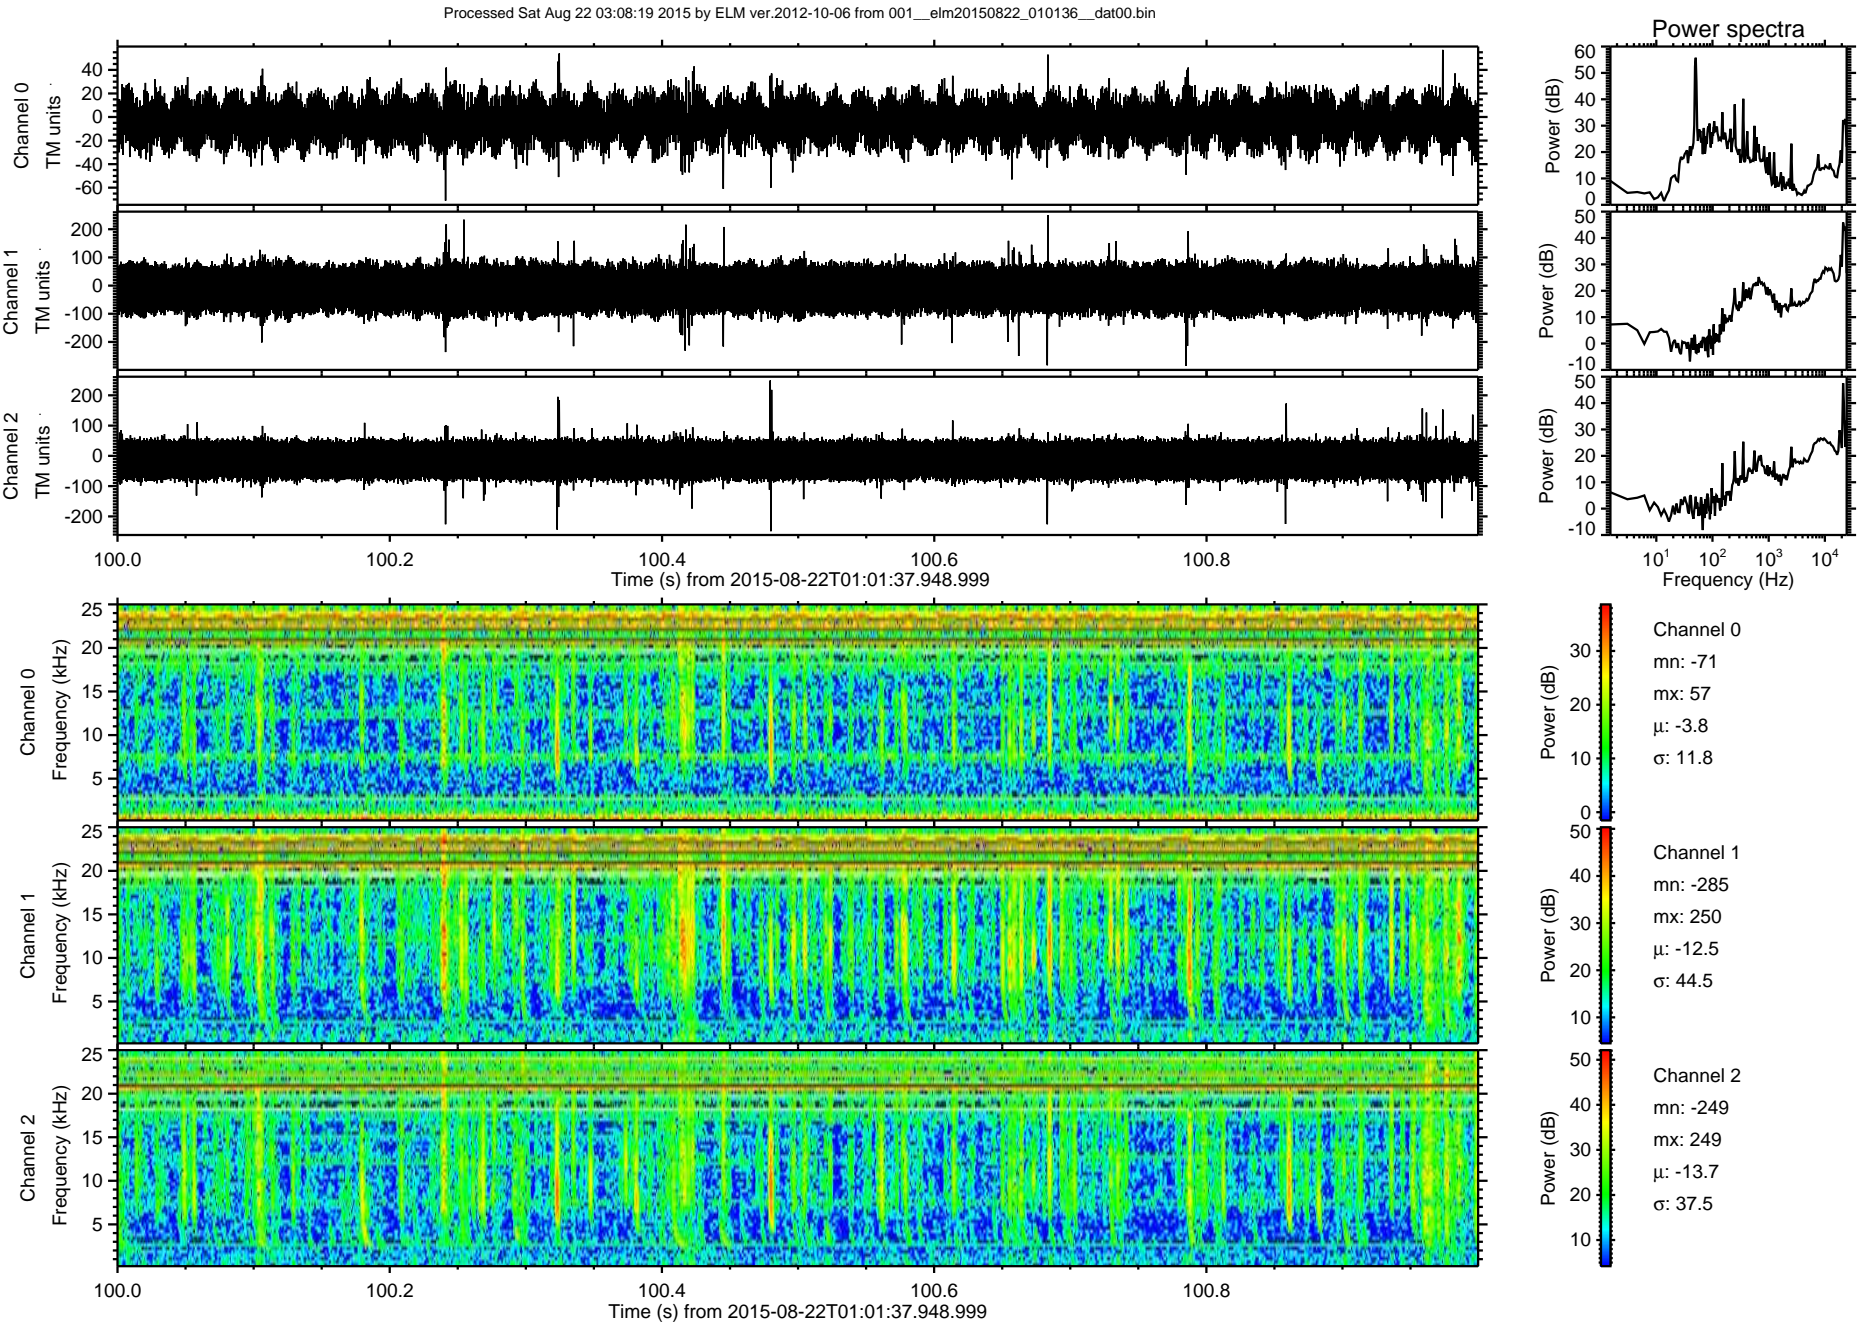 Processed Sat Aug 22 03:08:19 2015 by ELM ver.2012-10-06 from 001__elm20150822_010136__dat00.bin
Power spectra
Channel 0
TM units
40
20
0
-20
-40
-60
Power (dB)
60
50
40
30
20
10
0
Channel 1
TM units
200
100
0
-100
-200
Power (dB)
50
40
30
20
10
0
-10
Channel 2
TM units
200
100
0
-100
-200
Power (dB)
50
40
30
20
10
0
-10
100.0 100.2 100.4 100.6 100.8
Time (s) from 2015-08-22T01:01:37.948.999
10¹ 10² 10³ 10⁴
Frequency (Hz)
Channel 0
Frequency (kHz)
25
20
15
10
5
Power (dB)
30
20
10
0
Channel 0
mn: -71
mx: 57
μ: -3.8
σ: 11.8
Channel 1
Frequency (kHz)
25
20
15
10
5
Power (dB)
50
40
30
20
10
Channel 1
mn: -285
mx: 250
μ: -12.5
σ: 44.5
Channel 2
Frequency (kHz)
25
20
15
10
5
Power (dB)
50
40
30
20
10
Channel 2
mn: -249
mx: 249
μ: -13.7
σ: 37.5
100.0 100.2 100.4 100.6 100.8
Time (s) from 2015-08-22T01:01:37.948.999